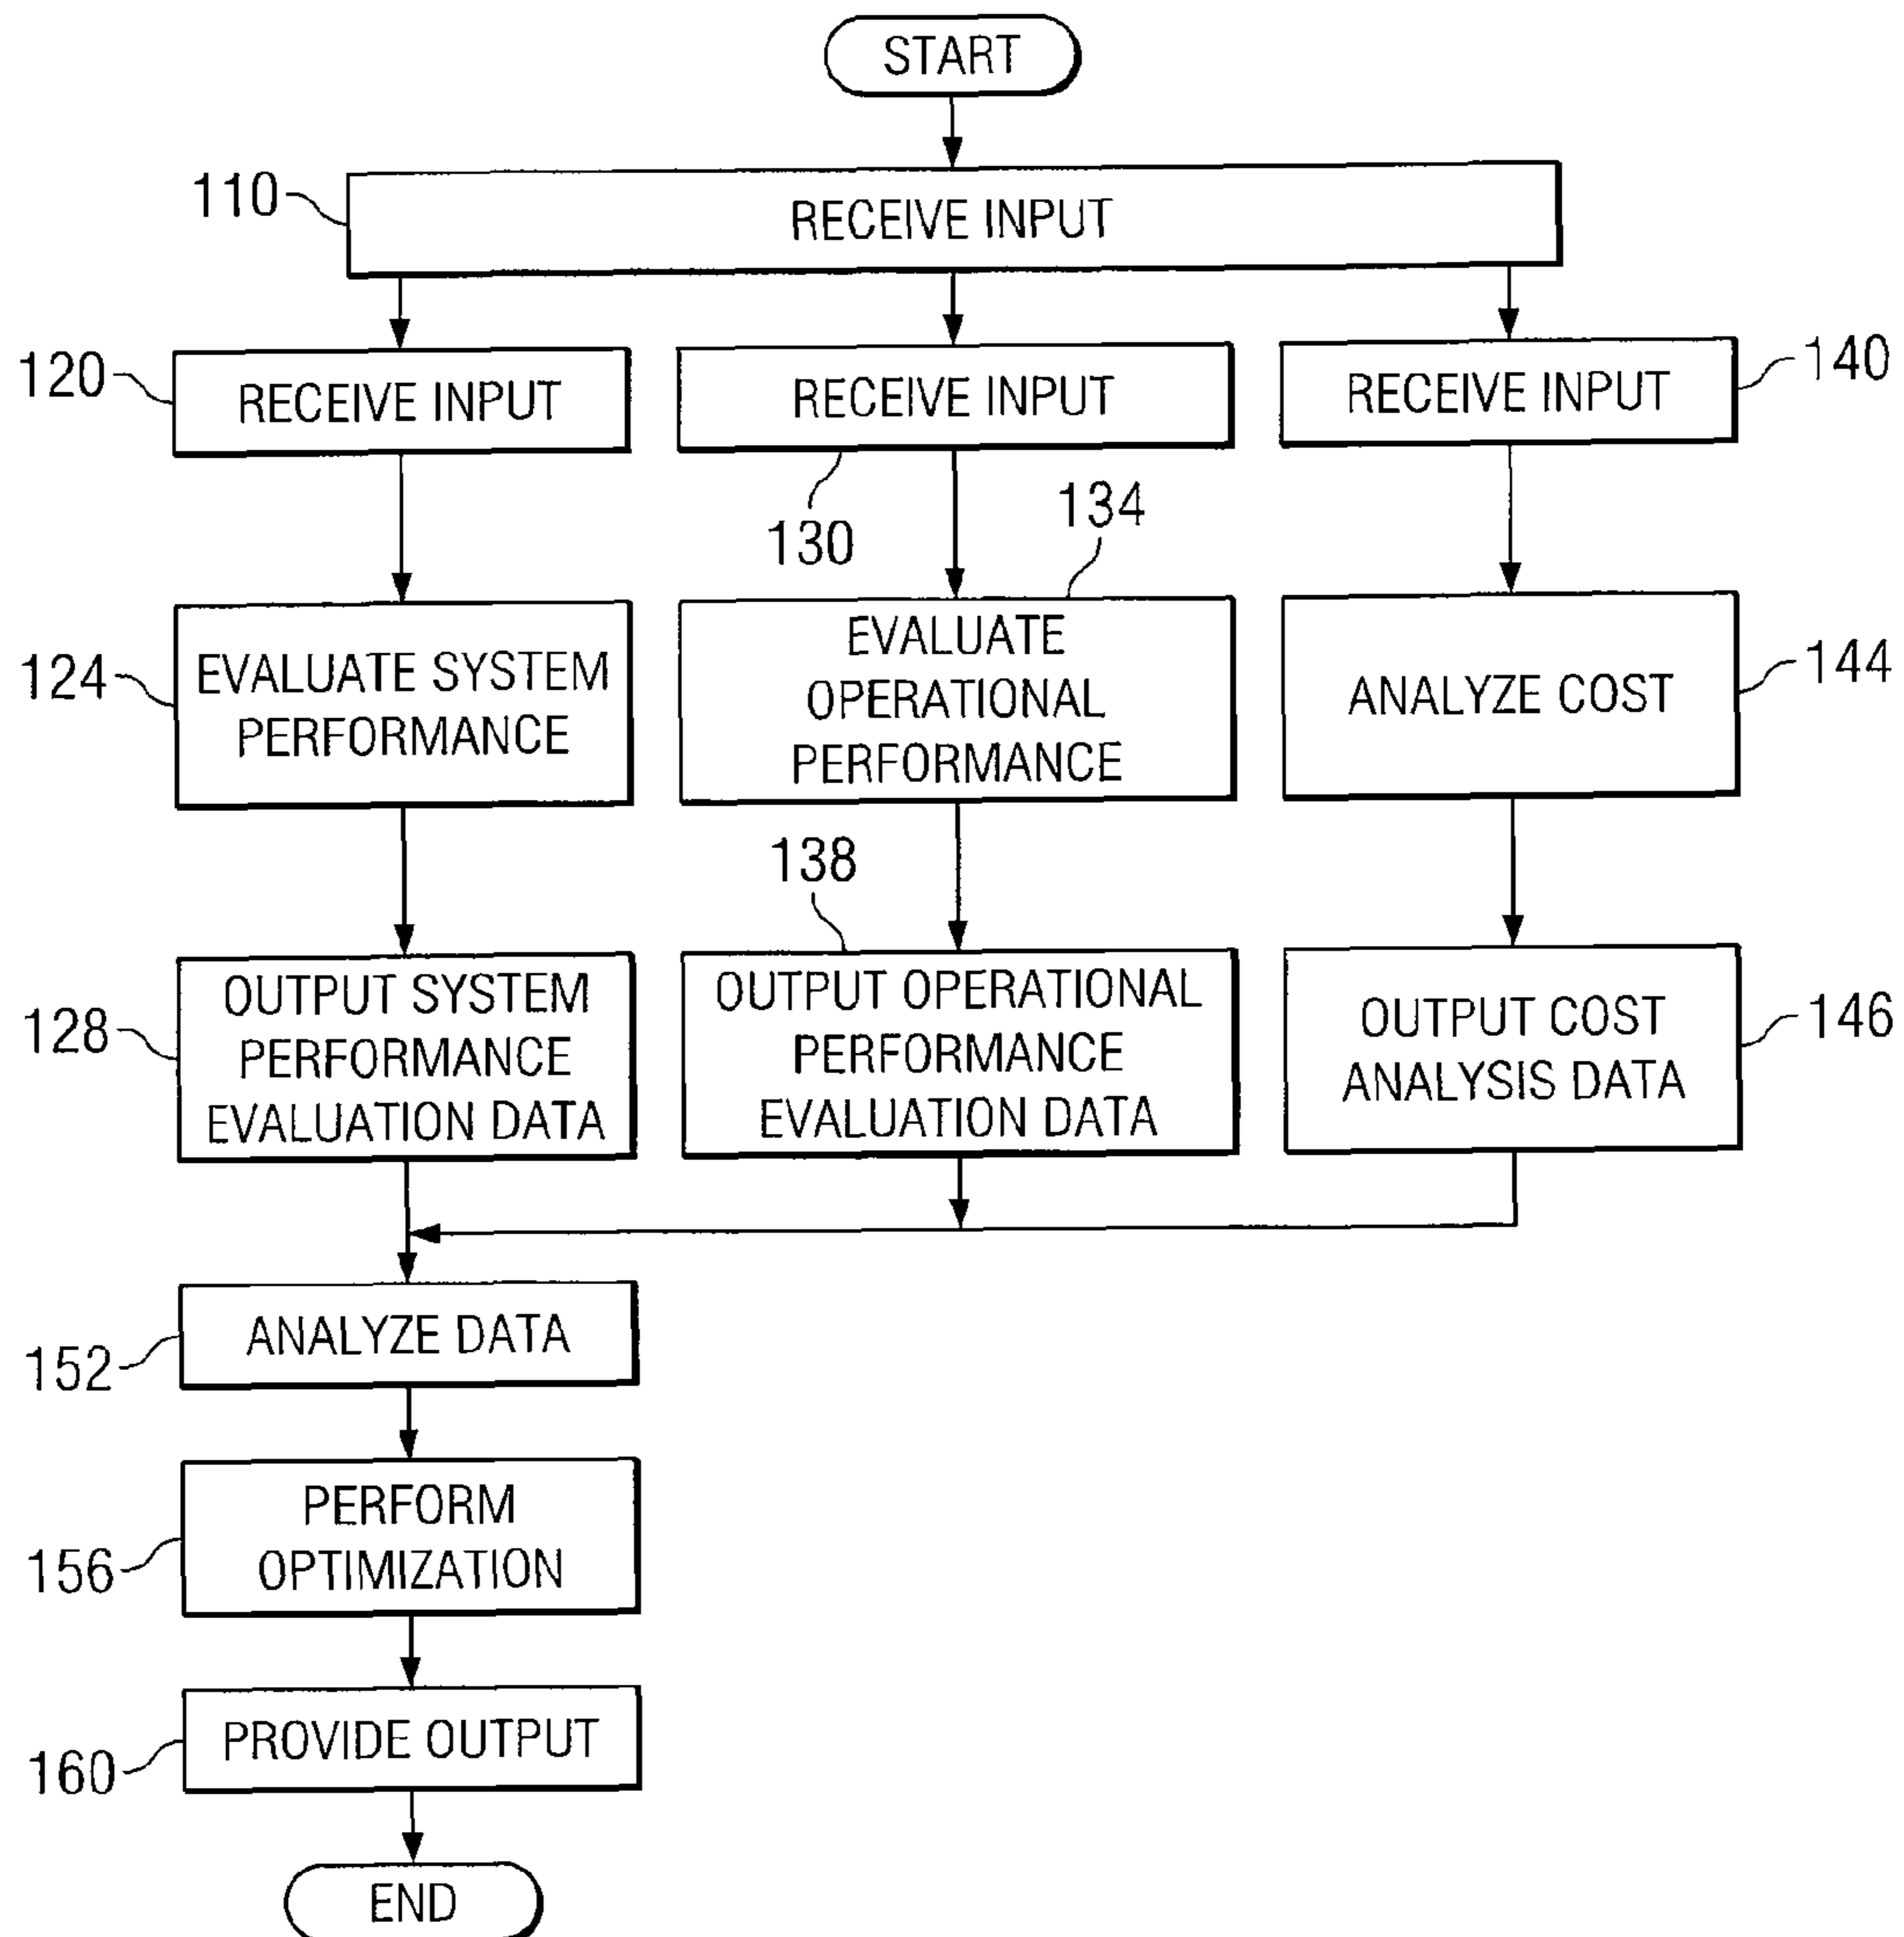 START
110
RECEIVE INPUT
120
RECEIVE INPUT
RECEIVE INPUT
130
RECEIVE INPUT
140
124
EVALUATE SYSTEM
PERFORMANCE
134
EVALUATE
OPERATIONAL
PERFORMANCE
ANALYZE COST
144
128
OUTPUT SYSTEM
PERFORMANCE
EVALUATION DATA
138
OUTPUT OPERATIONAL
PERFORMANCE
EVALUATION DATA
OUTPUT COST
ANALYSIS DATA
146
ANALYZE DATA
152
PERFORM
OPTIMIZATION
156
PROVIDE OUTPUT
160
END